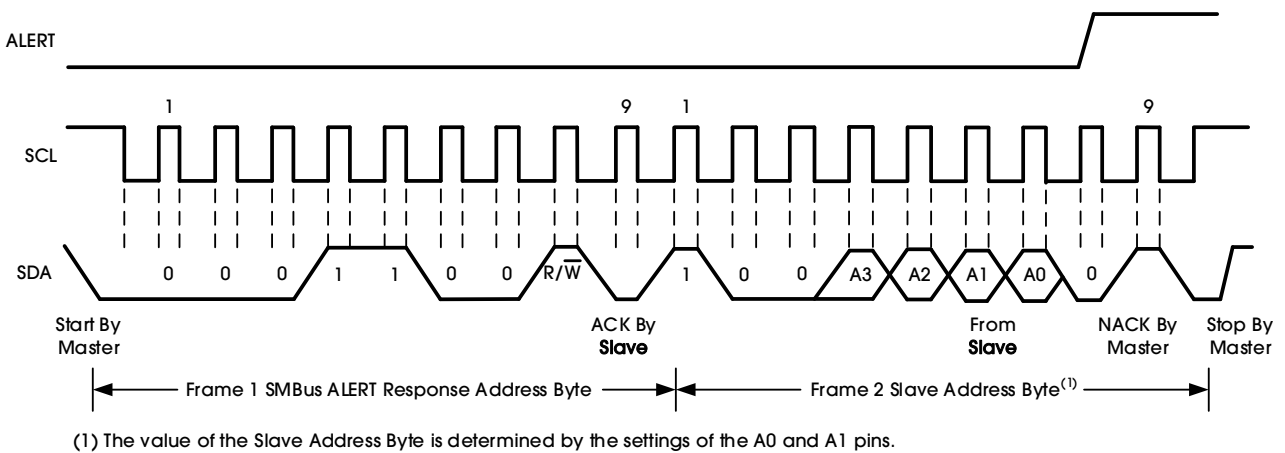 ALERT
1 9 1 9
SCL
SDA
0 0 0 1 1 0 0 R/W̅ 1 0 0 A3 A2 A1 A0 0
Start By
Master
ACK By
Slave
From
Slave
NACK By
Master
Stop By
Master
Frame 1 SMBus ALERT Response Address Byte
Frame 2 Slave Address Byte(1)
(1) The value of the Slave Address Byte is determined by the settings of the A0 and A1 pins.